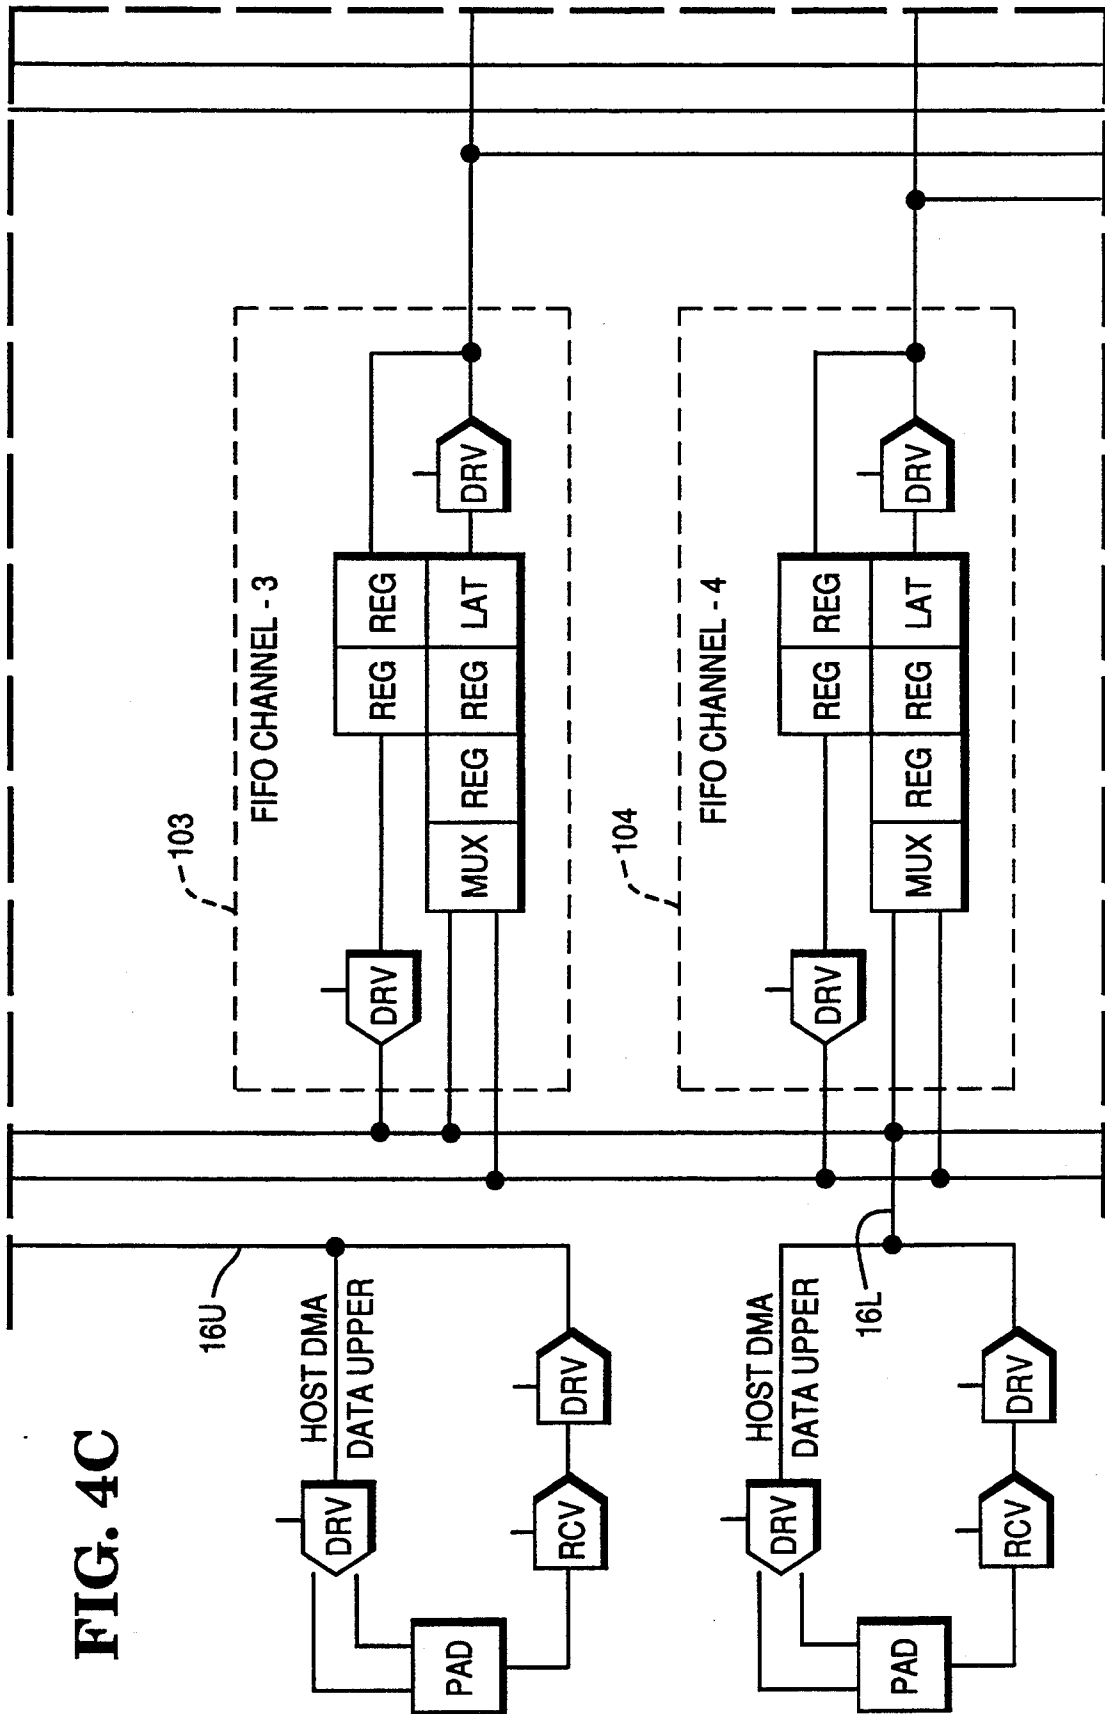 FIG. 4C
16U
HOST DMA
DATA UPPER
DRV
PAD
RCV
DRV
103
FIFO CHANNEL - 3
DRV
REG
REG
MUX
REG
REG
LAT
DRV
16L
HOST DMA
DATA UPPER
DRV
PAD
RCV
DRV
104
FIFO CHANNEL - 4
DRV
REG
REG
MUX
REG
REG
LAT
DRV